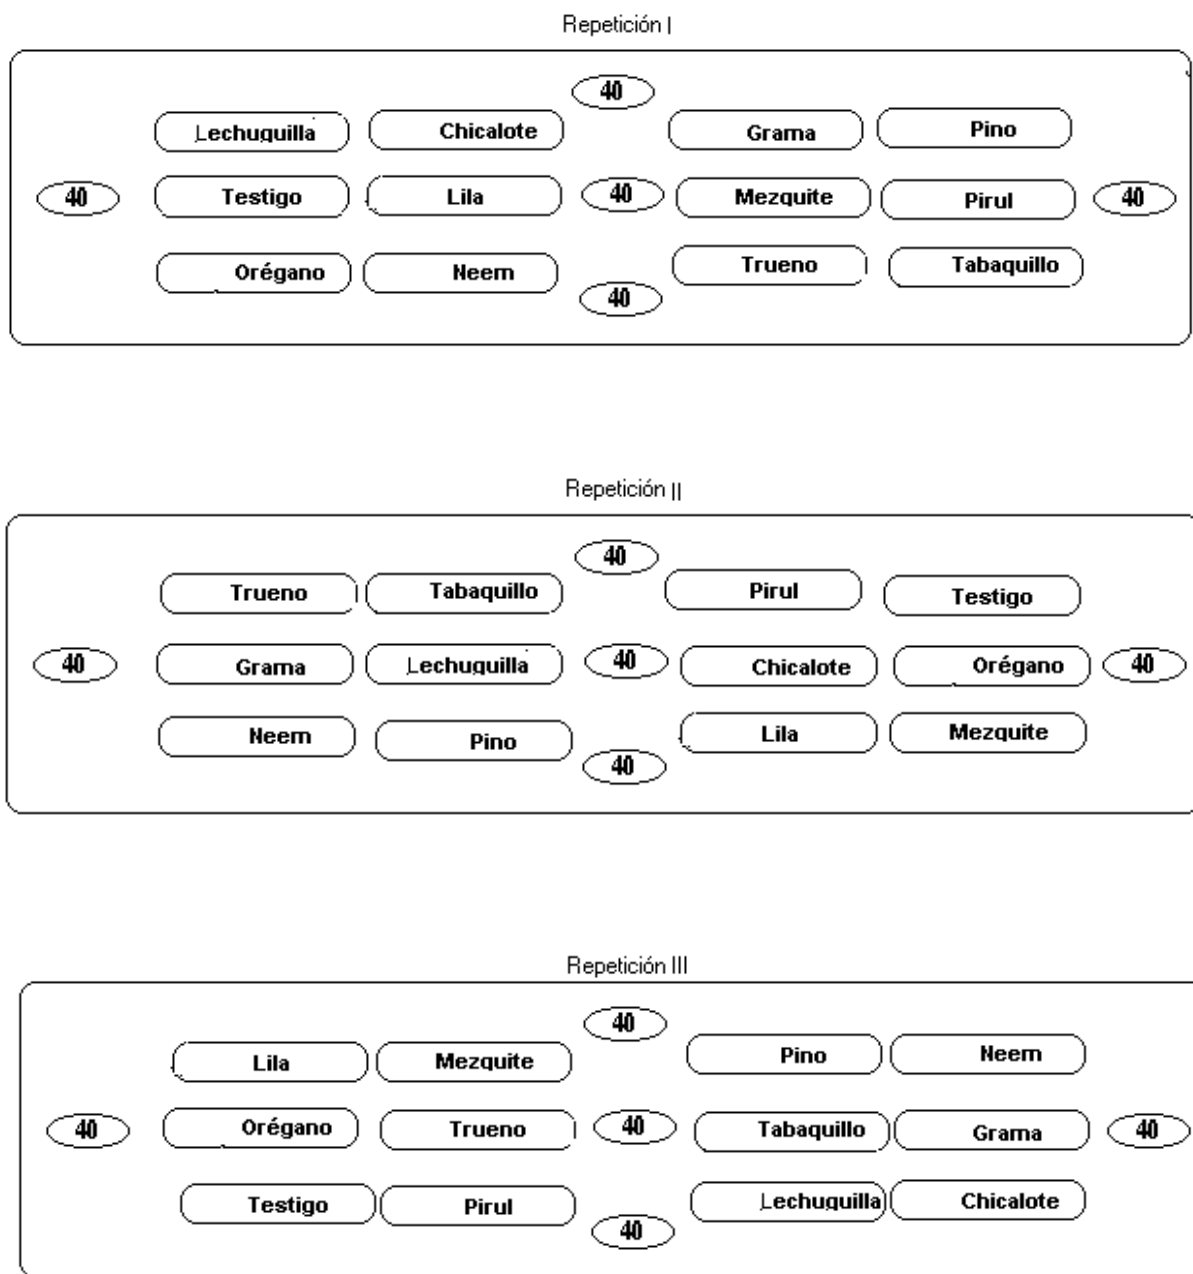 Repetición I
40
Lechuguilla Chicalote Grama Pino
40 Testigo Lila 40 Mezquite Pirul 40
Orégano Neem Trueno Tabaquillo
40
Repetición II
40
Trueno Tabaquillo Pirul Testigo
40 Grama Lechuguilla 40 Chicalote Orégano 40
Neem Pino Lila Mezquite
40
Repetición III
40
Lila Mezquite Pino Neem
40 Orégano Trueno 40 Tabaquillo Grama 40
Testigo Pirul Lechuguilla Chicalote
40